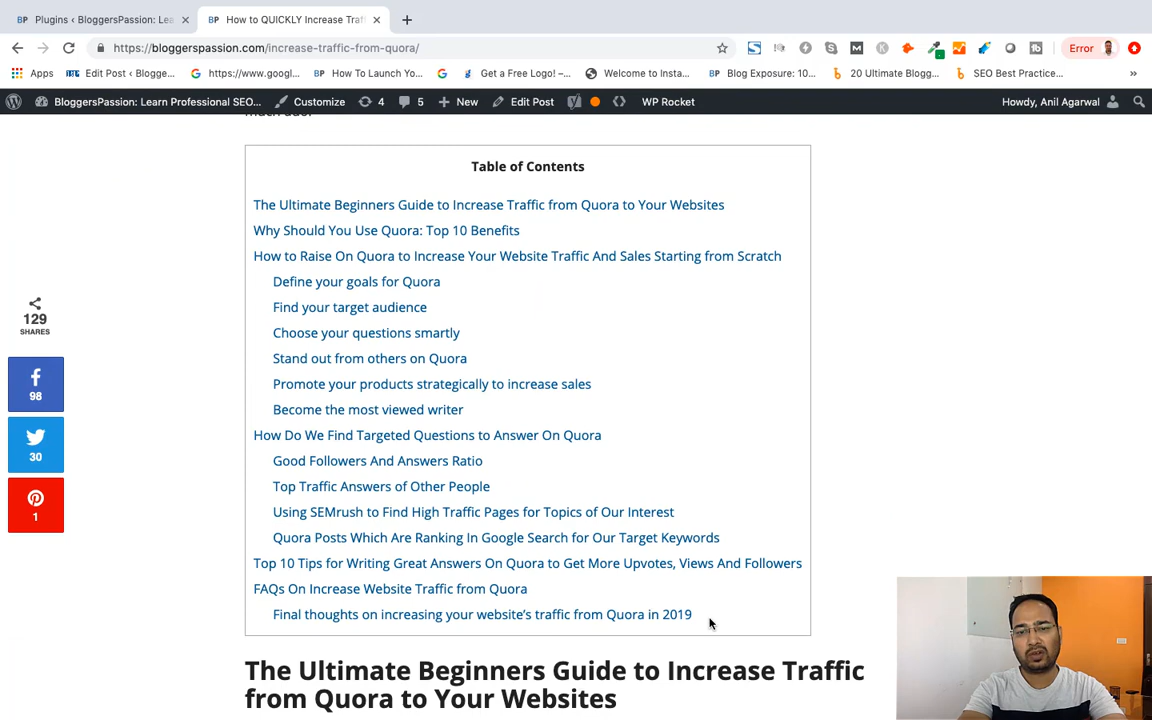 Plugins ‹ BloggersPassion: Lea
How to QUICKLY Increase Traf
https://bloggerspassion.com/increase-traffic-from-quora/
Error
Apps
Edit Post ‹ Blogge...
https://www.googl...
How To Launch Yo...
Get a Free Logo! –...
Welcome to Insta...
Blog Exposure: 10...
20 Ultimate Blogg...
SEO Best Practice...
BloggersPassion: Learn Professional SEO...
Customize
4
5
New
Edit Post
WP Rocket
Howdy, Anil Agarwal
much ado!
Table of Contents
The Ultimate Beginners Guide to Increase Traffic from Quora to Your Websites
Why Should You Use Quora: Top 10 Benefits
How to Raise On Quora to Increase Your Website Traffic And Sales Starting from Scratch
Define your goals for Quora
Find your target audience
Choose your questions smartly
Stand out from others on Quora
Promote your products strategically to increase sales
Become the most viewed writer
How Do We Find Targeted Questions to Answer On Quora
Good Followers And Answers Ratio
Top Traffic Answers of Other People
Using SEMrush to Find High Traffic Pages for Topics of Our Interest
Quora Posts Which Are Ranking In Google Search for Our Target Keywords
Top 10 Tips for Writing Great Answers On Quora to Get More Upvotes, Views And Followers
FAQs On Increase Website Traffic from Quora
Final thoughts on increasing your website's traffic from Quora in 2019
129
SHARES
98
30
1
The Ultimate Beginners Guide to Increase Traffic
from Quora to Your Websites